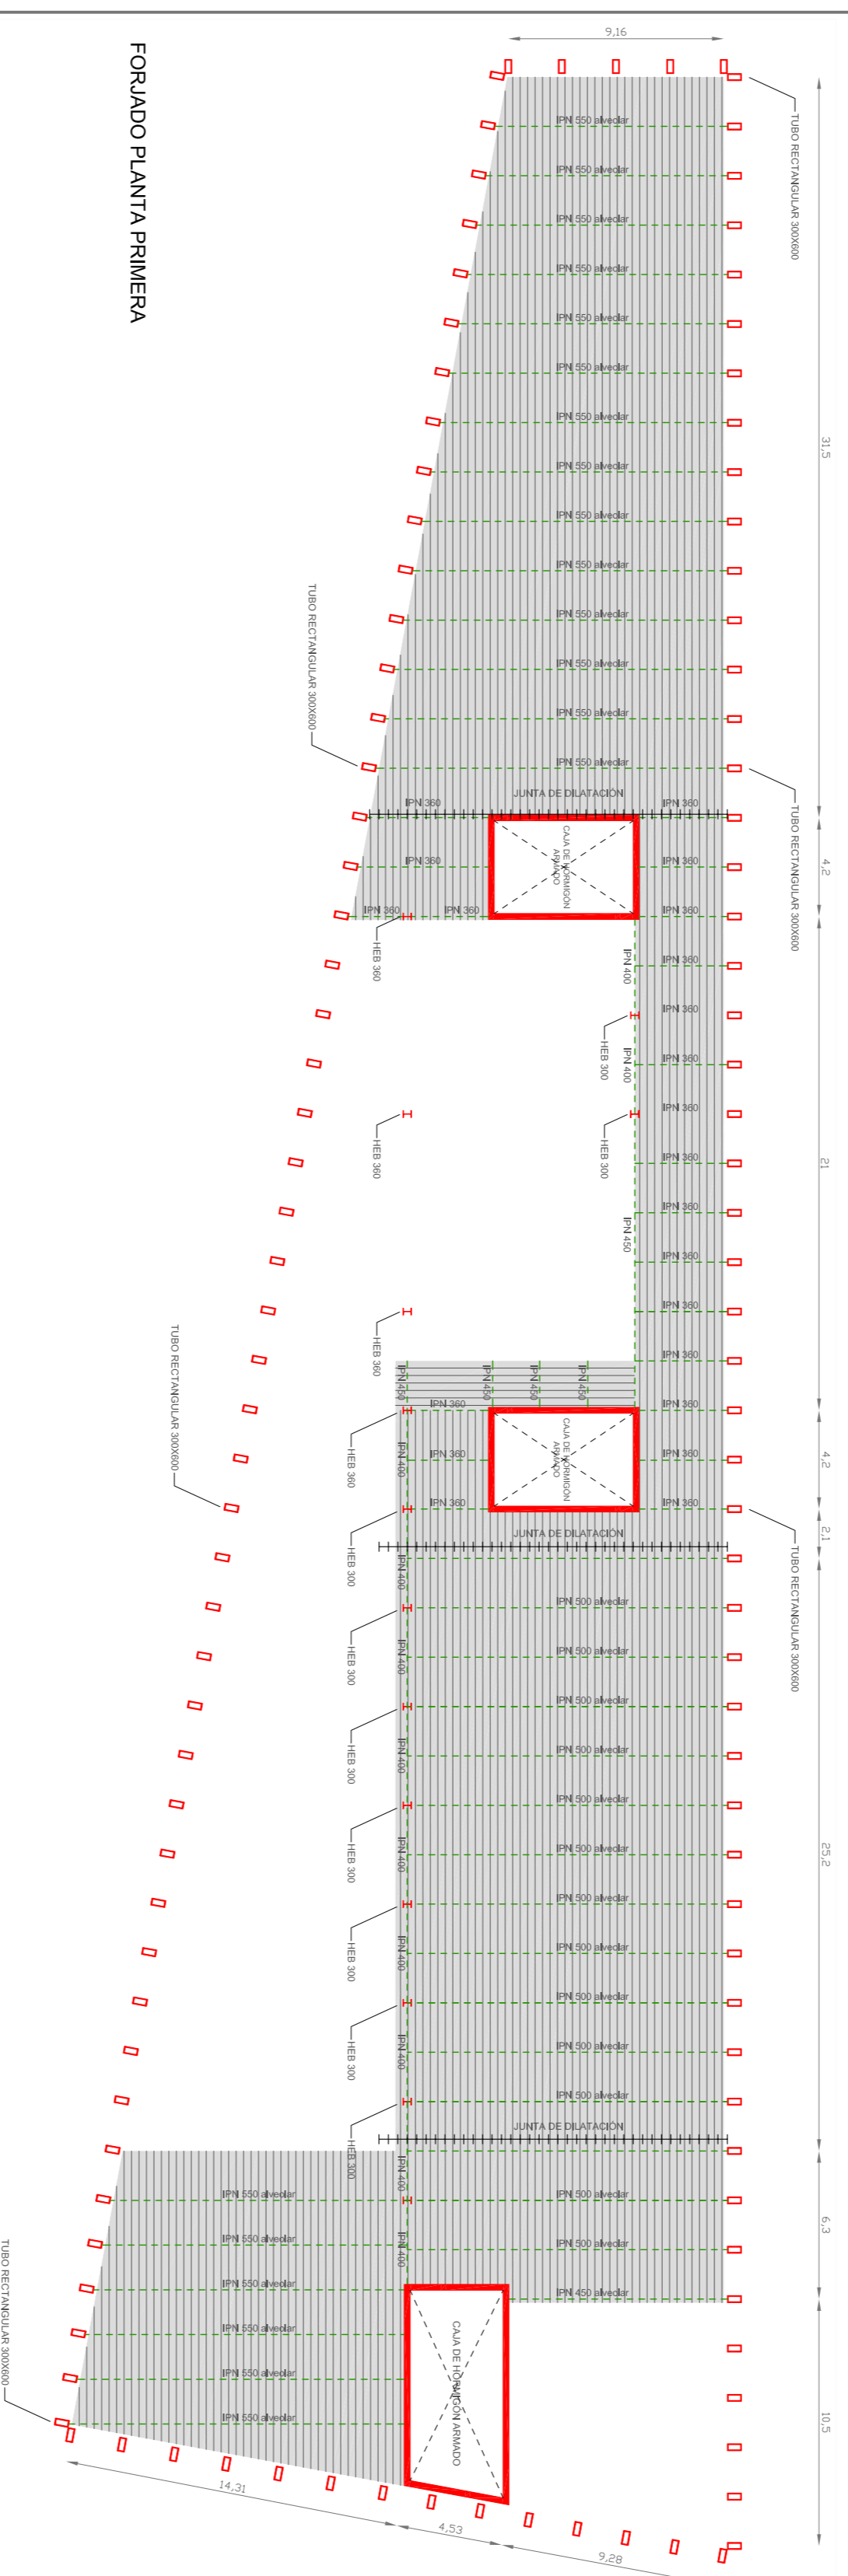 9,16
TUBO RECTANGULAR 300X600
FORJADO PLANTA PRIMERA
IPN 550 alveolar
IPN 550 alveolar
IPN 550 alveolar
IPN 550 alveolar
IPN 550 alveolar
IPN 550 alveolar
IPN 550 alveolar
31,5
IPN 550 alveolar
IPN 550 alveolar
IPN 550 alveolar
IPN 550 alveolar
IPN 550 alveolar
IPN 550 alveolar
IPN 550 alveolar
TUBO RECTANGULAR 300X600
JUNTA DE DILATACIÓN
IPN 360
IPN 360
TUBO RECTANGULAR 300X600
CAJA DE HORMIGÓN
ARMADO
4,2
IPN 360
IPN 360
IPN 360
IPN 360
IPN 360
HEB 360
IPN 400
IPN 360
IPN 360
HEB 300
IPN 400
IPN 360
IPN 360
HEB 360
HEB 300
IPN 360
21
IPN 450
IPN 360
IPN 360
IPN 360
HEB 360
IPN 360
IPN 450
IPN 450
IPN 450
IPN 450
IPN 360
IPN 360
TUBO RECTANGULAR 300X600
CAJA DE HORMIGÓN
ARMADO
4,2
HEB 360
IPN 400
IPN 360
IPN 360
IPN 360
IPN 360
JUNTA DE DILATACIÓN
2,1
HEB 300
IPN 400
TUBO RECTANGULAR 300X600
IPN 500 alveolar
HEB 300
IPN 400
IPN 500 alveolar
IPN 500 alveolar
HEB 300
IPN 400
IPN 500 alveolar
IPN 500 alveolar
HEB 300
IPN 400
25,2
IPN 500 alveolar
IPN 500 alveolar
HEB 300
IPN 400
IPN 500 alveolar
IPN 500 alveolar
HEB 300
IPN 400
IPN 500 alveolar
IPN 500 alveolar
JUNTA DE DILATACIÓN
HEB 300
IPN 400
IPN 550 alveolar
IPN 500 alveolar
6,3
IPN 550 alveolar
IPN 400
IPN 500 alveolar
IPN 550 alveolar
IPN 450 alveolar
TUBO RECTANGULAR 300X600
IPN 550 alveolar
IPN 550 alveolar
IPN 550 alveolar
CAJA DE HORMIGÓN ARMADO
10,5
14,31
4,53
9,28